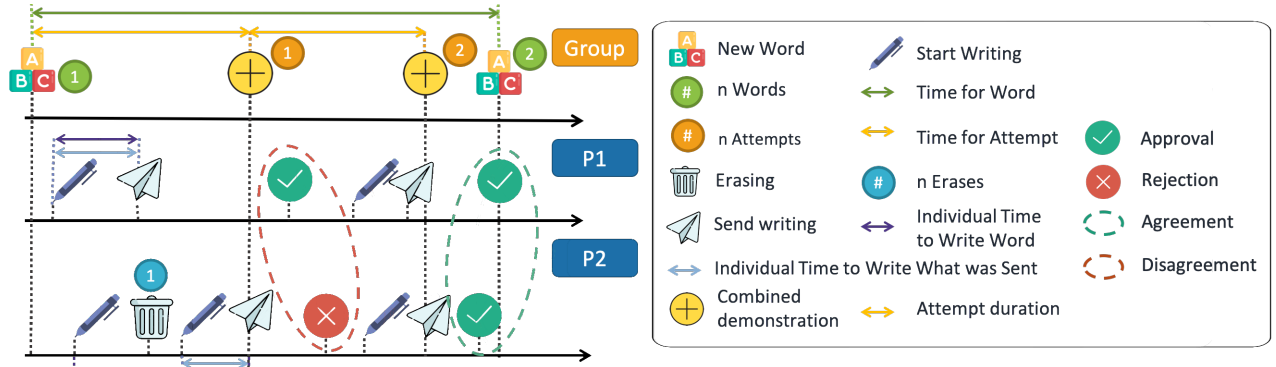 A
B C
1
1
2
A
B C
2
Group
P1
P2
1
A
B C
New Word
Start Writing
#
n Words
Time for Word
#
n Attempts
Time for Attempt
Approval
Erasing
#
n Erases
Rejection
Send writing
Individual Time
to Write Word
Agreement
Individual Time to Write What was Sent
Disagreement
Combined
demonstration
Attempt duration